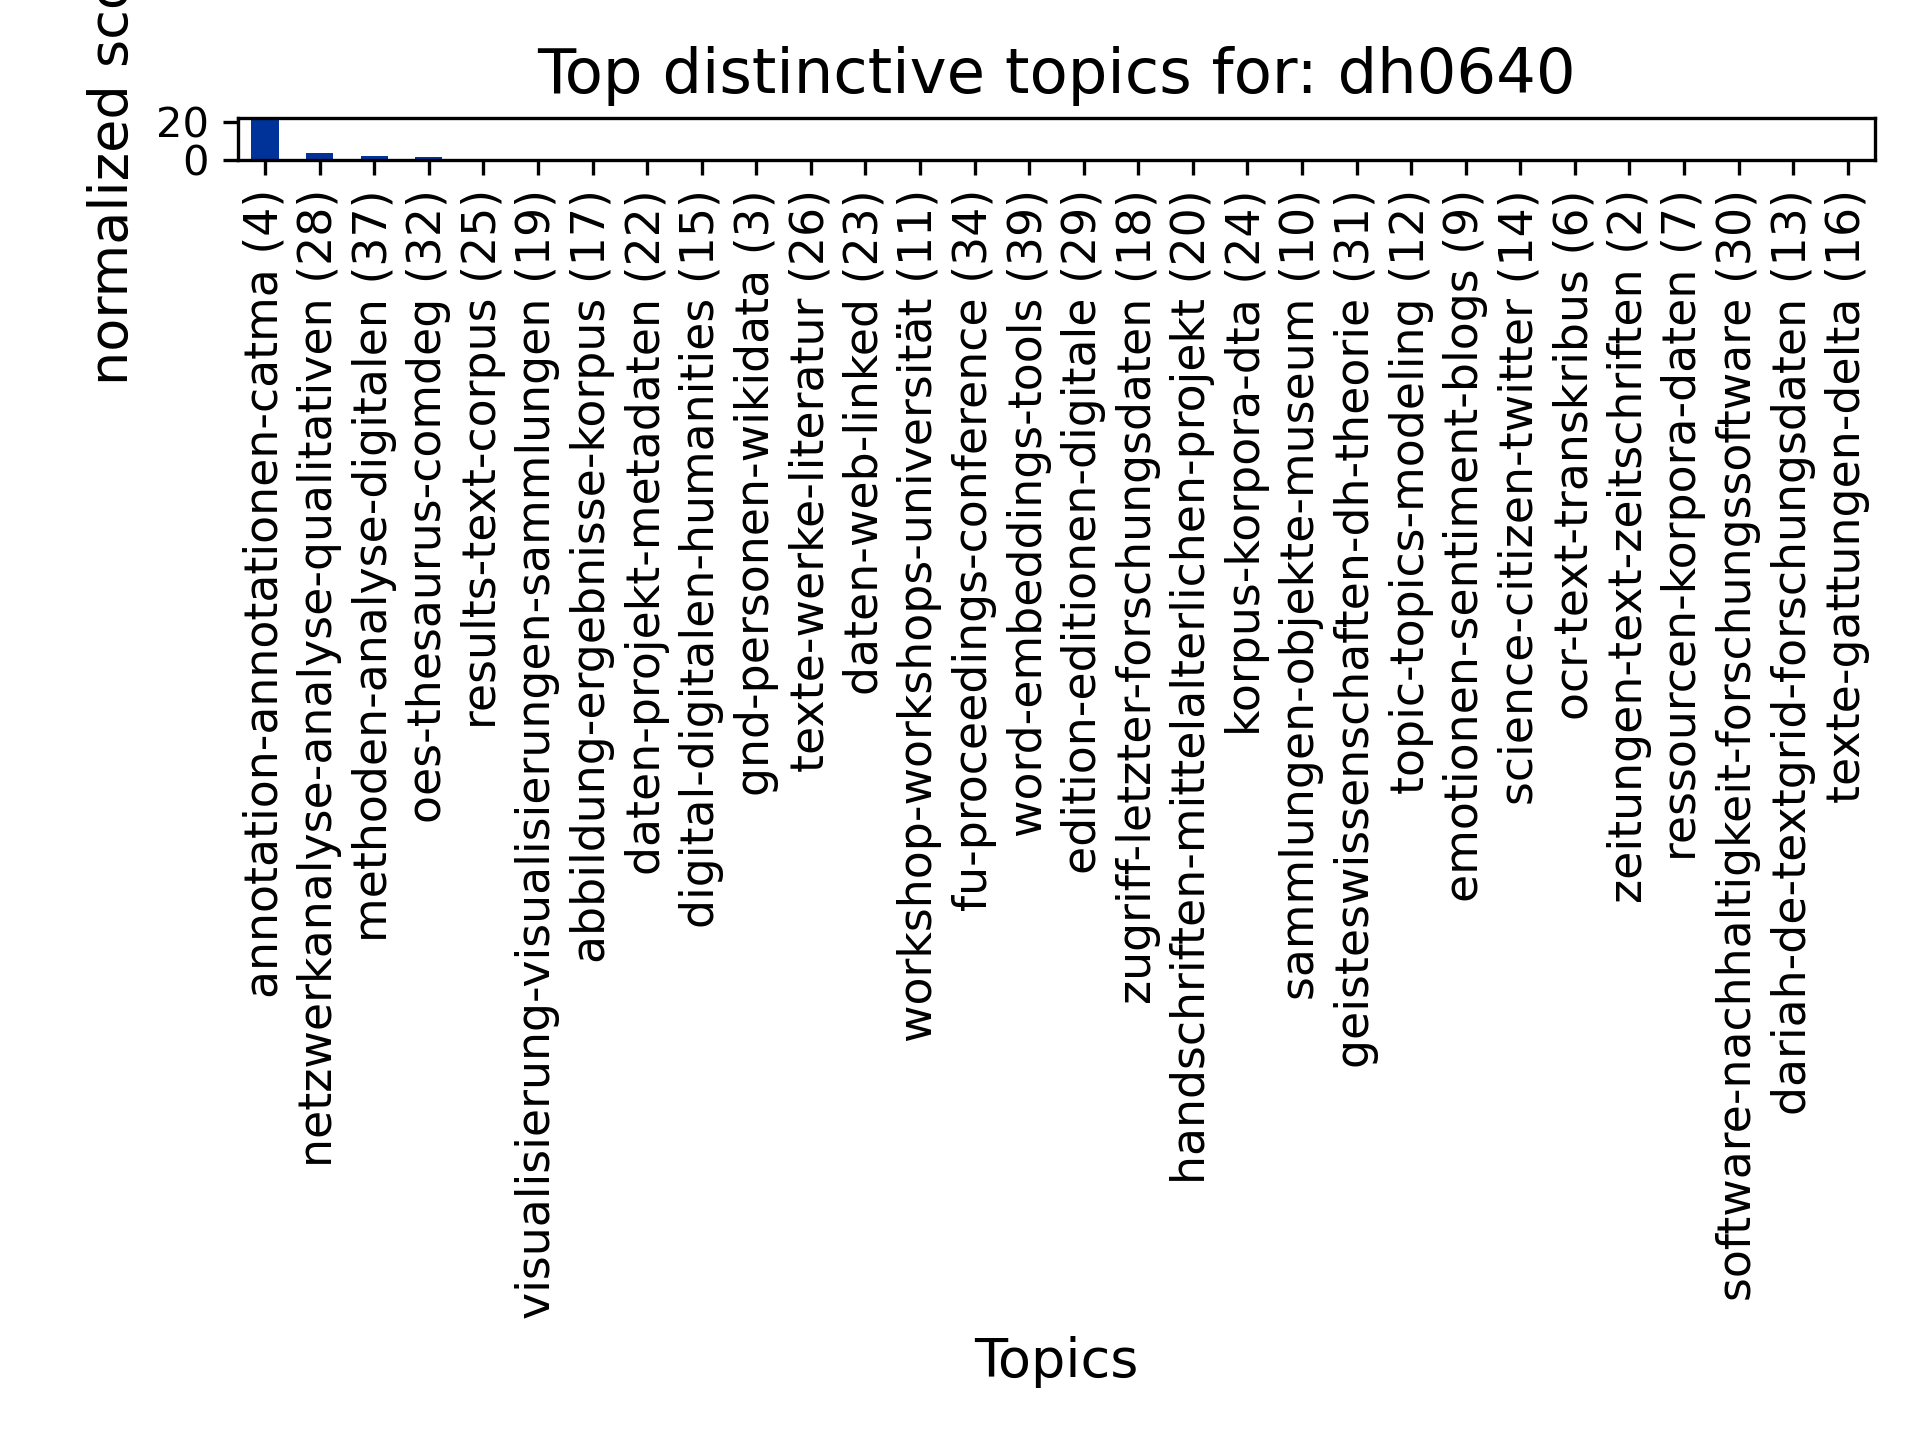 Top distinctive topics for: dh0640
normalized
20
0
annotation-annotationen-catma (4)
netzwerkanalyse-analyse-qualitativen (28)
methoden-analyse-digitalen (37)
oes-thesaurus-comdeg (32)
results-text-corpus (25)
visualisierung-visualisierungen-sammlungen (19)
abbildung-ergebnisse-korpus (17)
daten-projekt-metadaten (22)
digital-digitalen-humanities (15)
gnd-personen-wikidata (3)
texte-werke-literatur (26)
daten-web-linked (23)
workshop-workshops-universität (11)
fu-proceedings-conference (34)
word-embeddings-tools (39)
edition-editionen-digitale (29)
zugriff-letzter-forschungsdaten (18)
handschriften-mittelalterlichen-projekt (20)
korpus-korpora-dta (24)
sammlungen-objekte-museum (10)
geisteswissenschaften-dh-theorie (31)
topic-topics-modeling (12)
emotionen-sentiment-blogs (9)
science-citizen-twitter (14)
ocr-text-transkribus (6)
zeitungen-text-zeitschriften (2)
ressourcen-korpora-daten (7)
software-nachhaltigkeit-forschungssoftware (30)
dariah-de-textgrid-forschungsdaten (13)
texte-gattungen-delta (16)
Topics